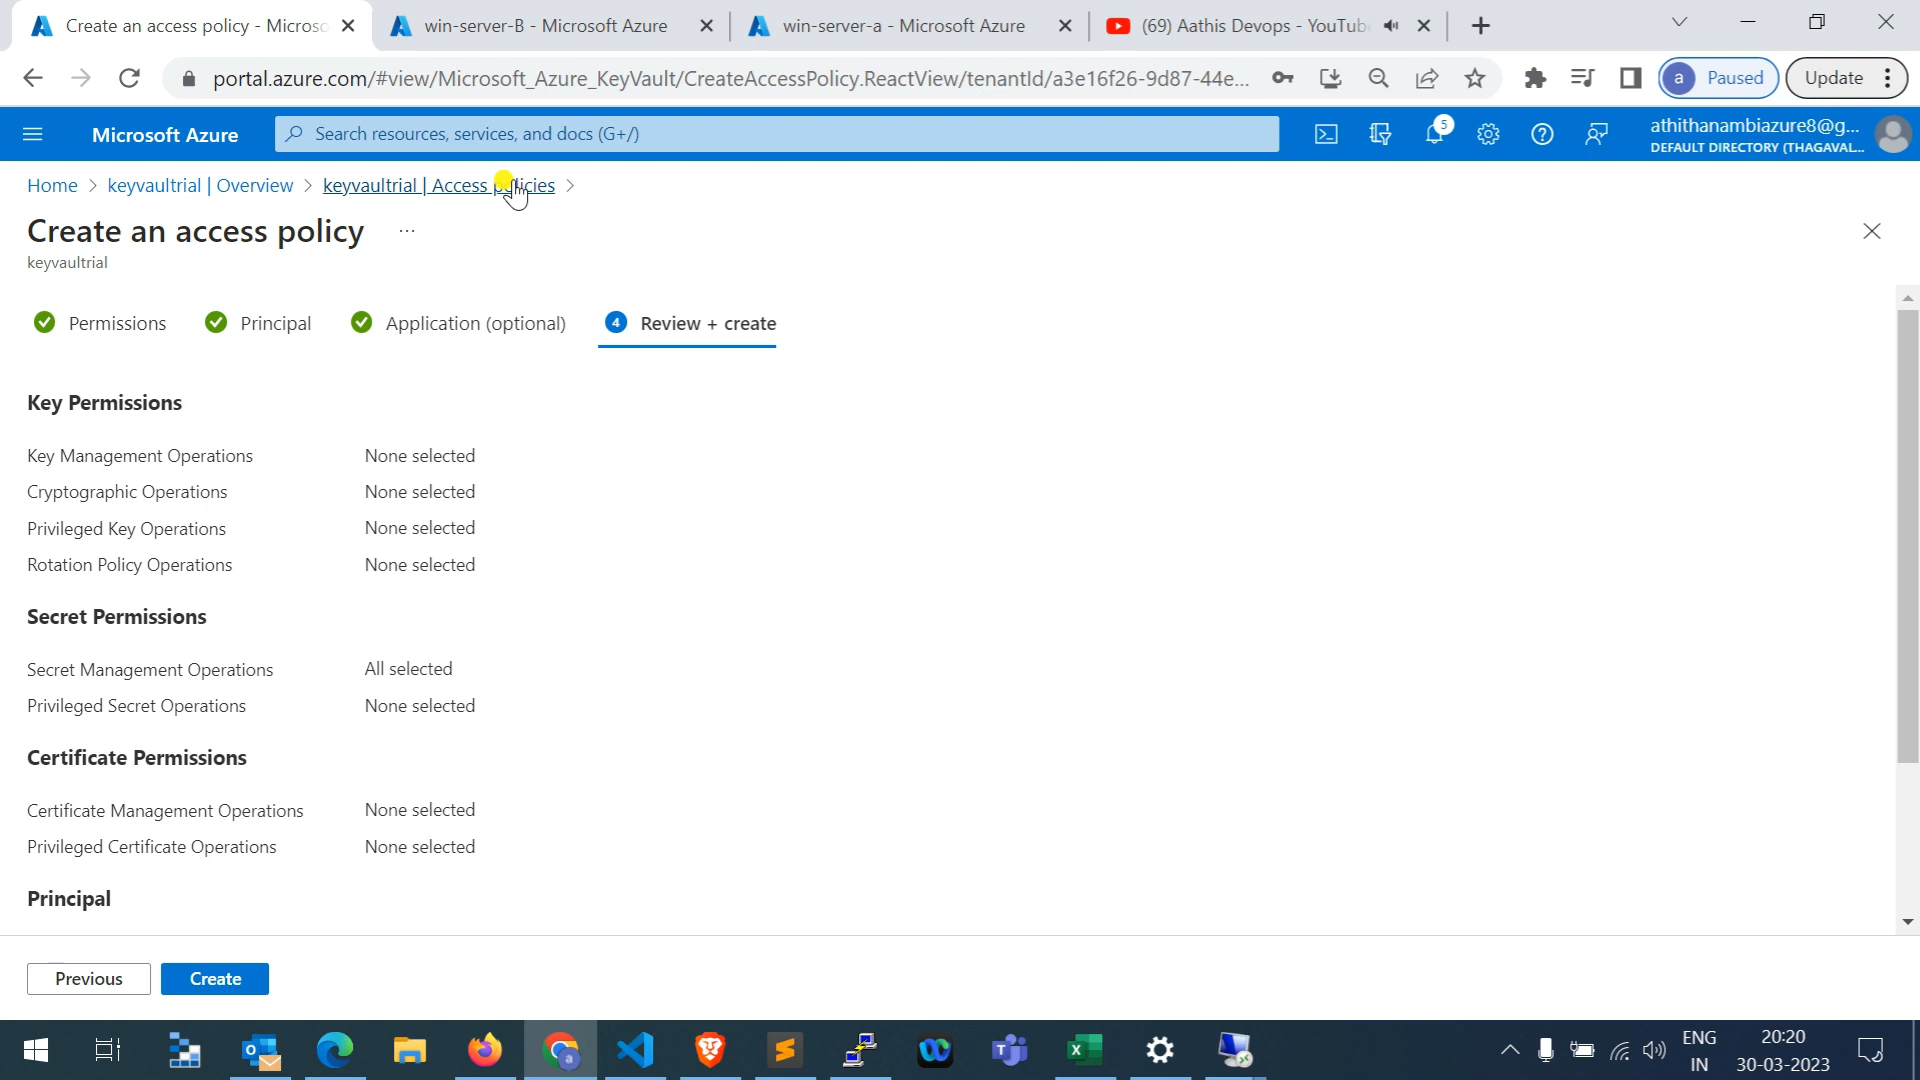 Create an access policy - Microso
win-server-B - Microsoft Azure
win-server-a - Microsoft Azure
(69) Aathis Devops - YouTub
portal.azure.com/#view/Microsoft_Azure_KeyVault/CreateAccessPolicy.ReactView/tenantId/a3e16f26-9d87-44e...
a Paused
Update
Microsoft Azure
Search resources, services, and docs (G+/)
5
athithanambiazure8@g...
DEFAULT DIRECTORY (THAGAVAL...
Home > keyvaultrial | Overview > keyvaultrial | Access policies >
Create an access policy ...
keyvaultrial
Permissions
Principal
Application (optional)
4 Review + create
Key Permissions
Key Management Operations None selected
Cryptographic Operations None selected
Privileged Key Operations None selected
Rotation Policy Operations None selected
Secret Permissions
Secret Management Operations All selected
Privileged Secret Operations None selected
Certificate Permissions
Certificate Management Operations None selected
Privileged Certificate Operations None selected
Principal
Previous
Create
ENG
IN
20:20
30-03-2023